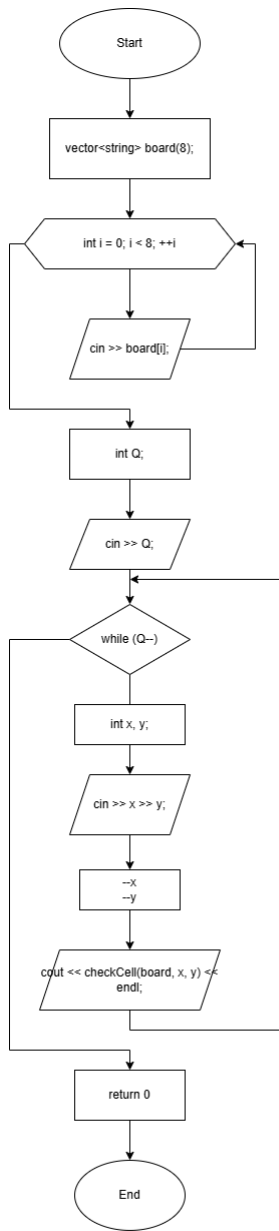 Start
vector<string> board(8);
int i = 0; i < 8; ++i
cin >> board[i];
int Q;
cin >> Q;
while (Q--)
int x, y;
cin >> x >> y;
--x
--y
cout << checkCell(board, x, y) <<
endl;
return 0
End